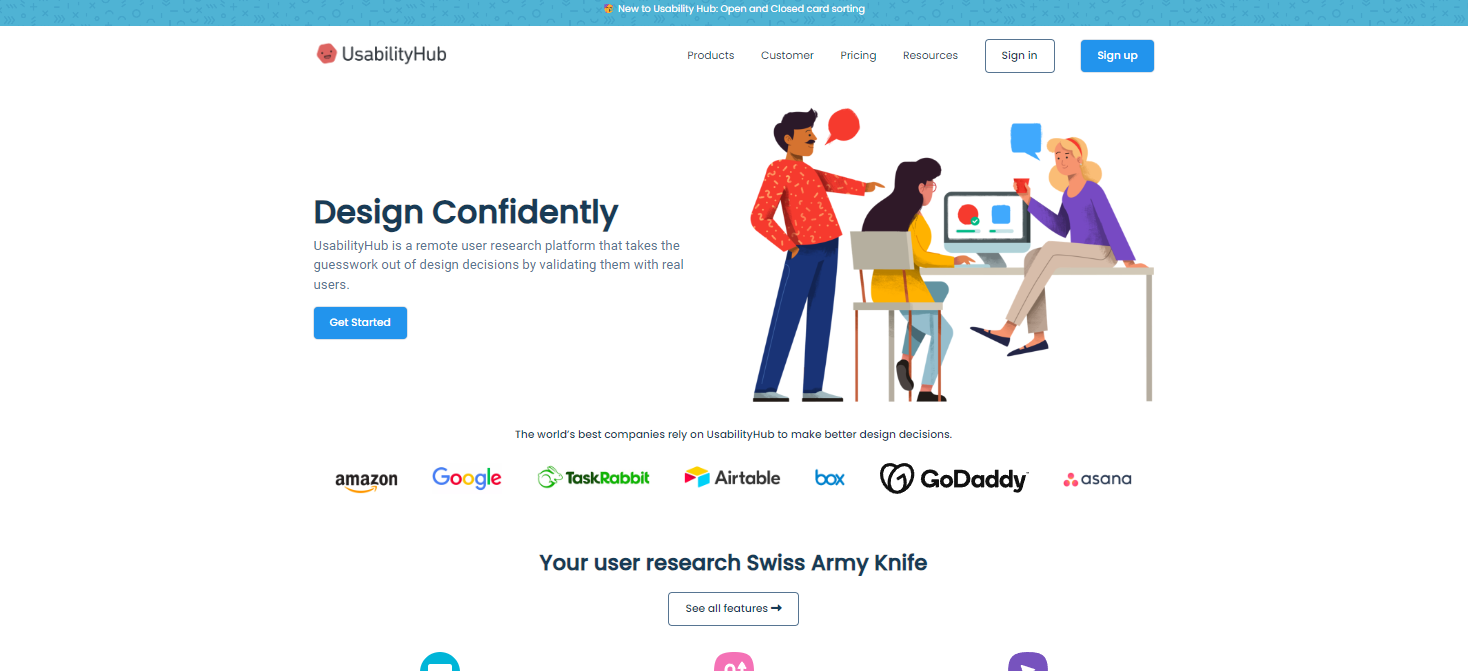 🥳 New to Usability Hub: Open and Closed card sorting
UsabilityHub
Products
Customer
Pricing
Resources
Sign in
Sign up
Design Confidently
UsabilityHub is a remote user research platform that takes the
guesswork out of design decisions by validating them with real
users.
Get Started
The world's best companies rely on UsabilityHub to make better design decisions.
amazon
Google
TaskRabbit
Airtable
box
GoDaddy
asana
Your user research Swiss Army Knife
See all features →